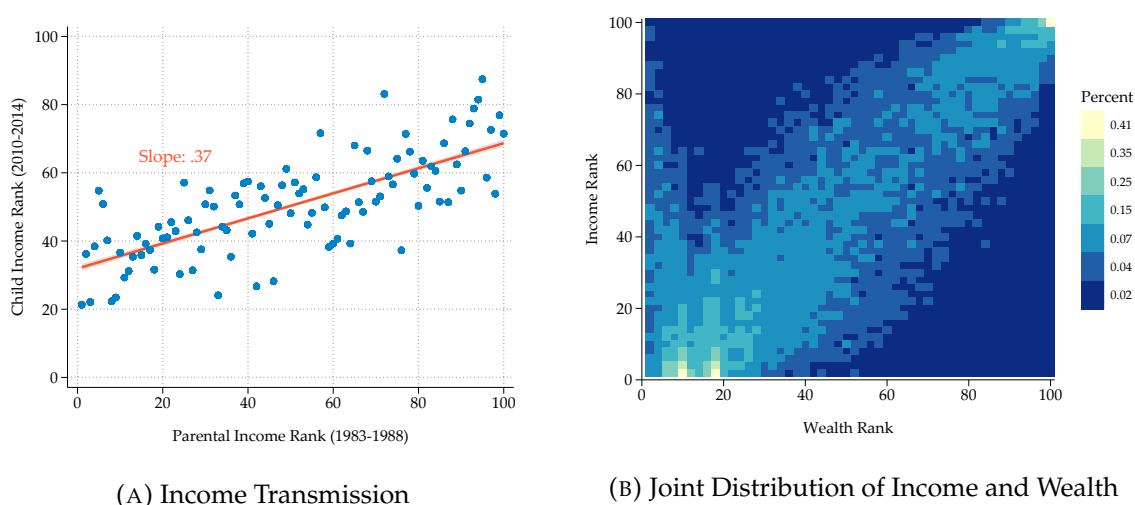 100
80
60
40
20
0
Child Income Rank (2010-2014)
Slope: .37
0 20 40 60 80 100
Parental Income Rank (1983-1988)
(A) Income Transmission
100
80
60
40
20
0
Income Rank
0 20 40 60 80 100
Wealth Rank
Percent
0.41
0.35
0.25
0.15
0.07
0.04
0.02
(B) Joint Distribution of Income and Wealth